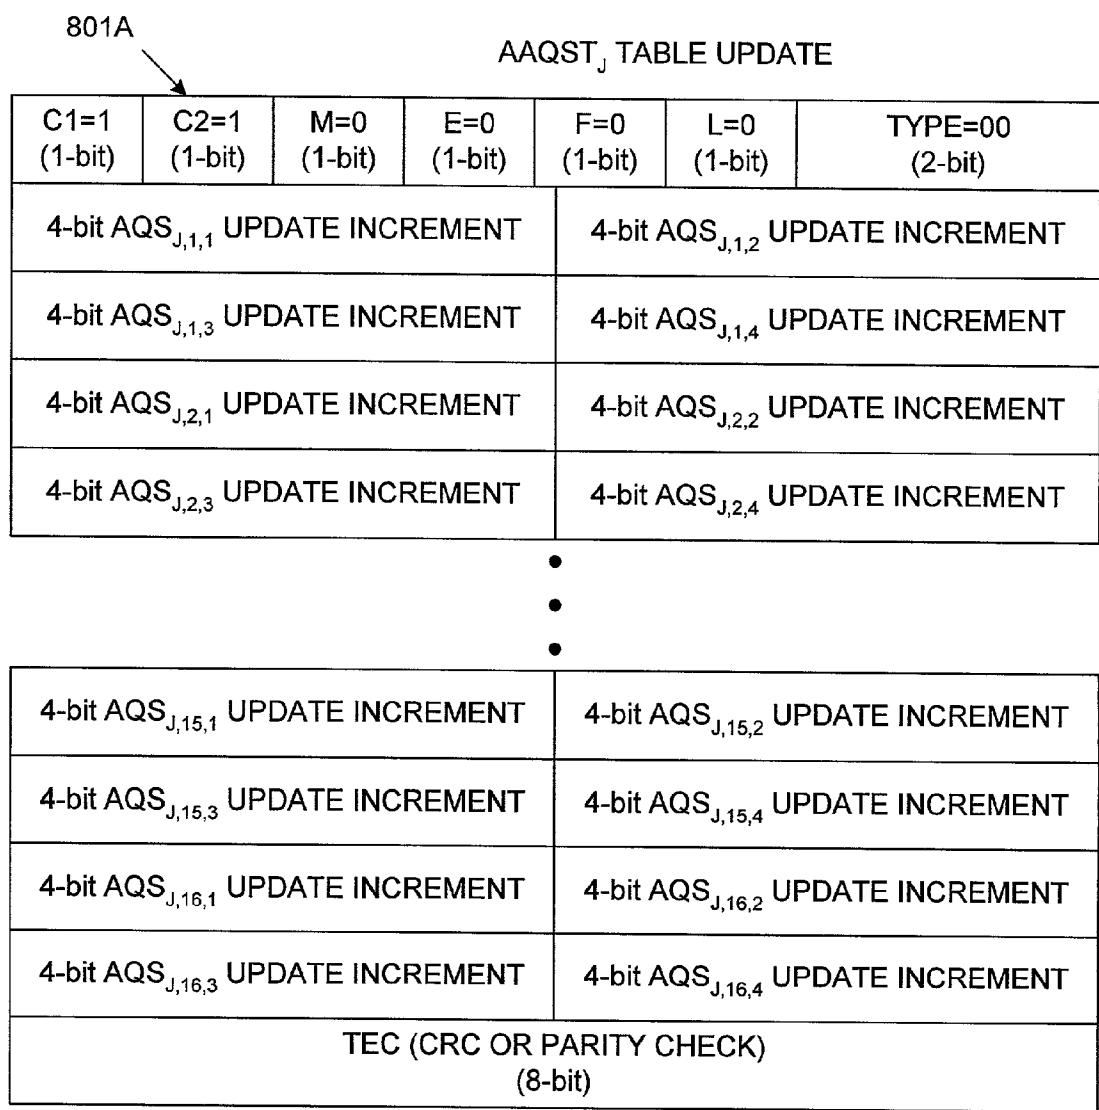 801A
AAQST_J TABLE UPDATE
C1=1 C2=1 M=0 E=0 F=0 L=0 TYPE=00
(1-bit) (1-bit) (1-bit) (1-bit) (1-bit) (1-bit) (2-bit)
4-bit AQS_J,1,1 UPDATE INCREMENT 4-bit AQS_J,1,2 UPDATE INCREMENT
4-bit AQS_J,1,3 UPDATE INCREMENT 4-bit AQS_J,1,4 UPDATE INCREMENT
4-bit AQS_J,2,1 UPDATE INCREMENT 4-bit AQS_J,2,2 UPDATE INCREMENT
4-bit AQS_J,2,3 UPDATE INCREMENT 4-bit AQS_J,2,4 UPDATE INCREMENT
4-bit AQS_J,15,1 UPDATE INCREMENT 4-bit AQS_J,15,2 UPDATE INCREMENT
4-bit AQS_J,15,3 UPDATE INCREMENT 4-bit AQS_J,15,4 UPDATE INCREMENT
4-bit AQS_J,16,1 UPDATE INCREMENT 4-bit AQS_J,16,2 UPDATE INCREMENT
4-bit AQS_J,16,3 UPDATE INCREMENT 4-bit AQS_J,16,4 UPDATE INCREMENT
TEC (CRC OR PARITY CHECK)
(8-bit)